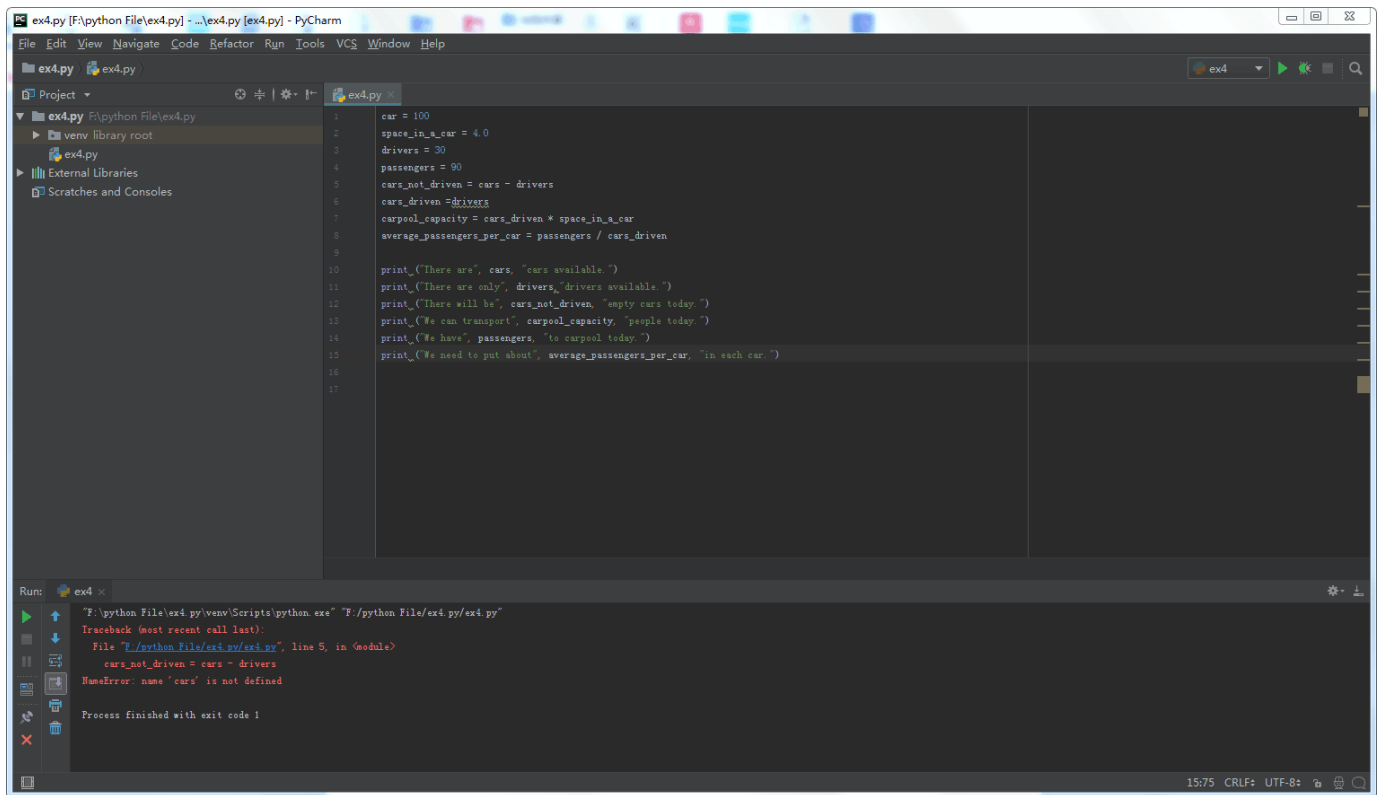 ex4.py [F:\python File\ex4.py] - ...\ex4.py [ex4.py] - PyCharm
File Edit View Navigate Code Refactor Run Tools VCS Window Help
ex4.py ex4.py ex4
Project ex4.py
ex4.py F:\python File\ex4.py
venv library root
ex4.py
External Libraries
Scratches and Consoles
1 car = 100
2 space_in_a_car = 4.0
3 drivers = 30
4 passengers = 90
5 cars_not_driven = cars - drivers
6 cars_driven =drivers
7 carpool_capacity = cars_driven * space_in_a_car
8 average_passengers_per_car = passengers / cars_driven
9
10 print ("There are", cars, "cars available.")
11 print ("There are only", drivers,"drivers available.")
12 print ("There will be", cars_not_driven, "empty cars today.")
13 print ("We can transport", carpool_capacity, "people today.")
14 print ("We have", passengers, "to carpool today.")
15 print ("We need to put about", average_passengers_per_car, "in each car.")
16
17
Run: ex4
"F:\python File\ex4.py\venv\Scripts\python.exe" "F:/python File/ex4.py/ex4.py"
Traceback (most recent call last):
File "F:/python File/ex4.py/ex4.py", line 5, in <module>
cars_not_driven = cars - drivers
NameError: name 'cars' is not defined
Process finished with exit code 1
15:75 CRLF UTF-8